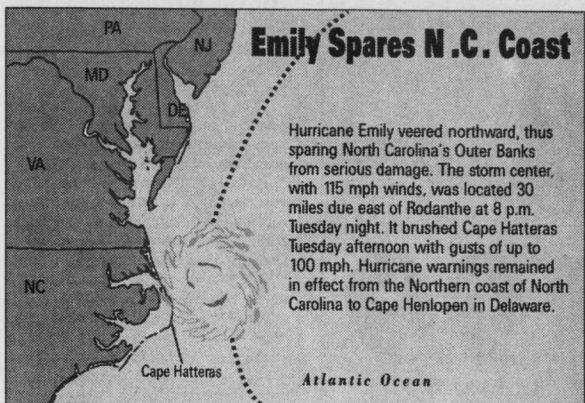 PA
NJ
Emily Spares N.C. Coast
MD
DE
Hurricane Emily veered northward, thus
sparing North Carolina's Outer Banks
from serious damage. The storm center,
with 115 mph winds, was located 30
miles due east of Rodanthe at 8 p.m.
Tuesday night. It brushed Cape Hatteras
Tuesday afternoon with gusts of up to
100 mph. Hurricane warnings remained
in effect from the Northern coast of North
Carolina to Cape Henlopen in Delaware.
VA
NC
Cape Hatteras
Atlantic Ocean